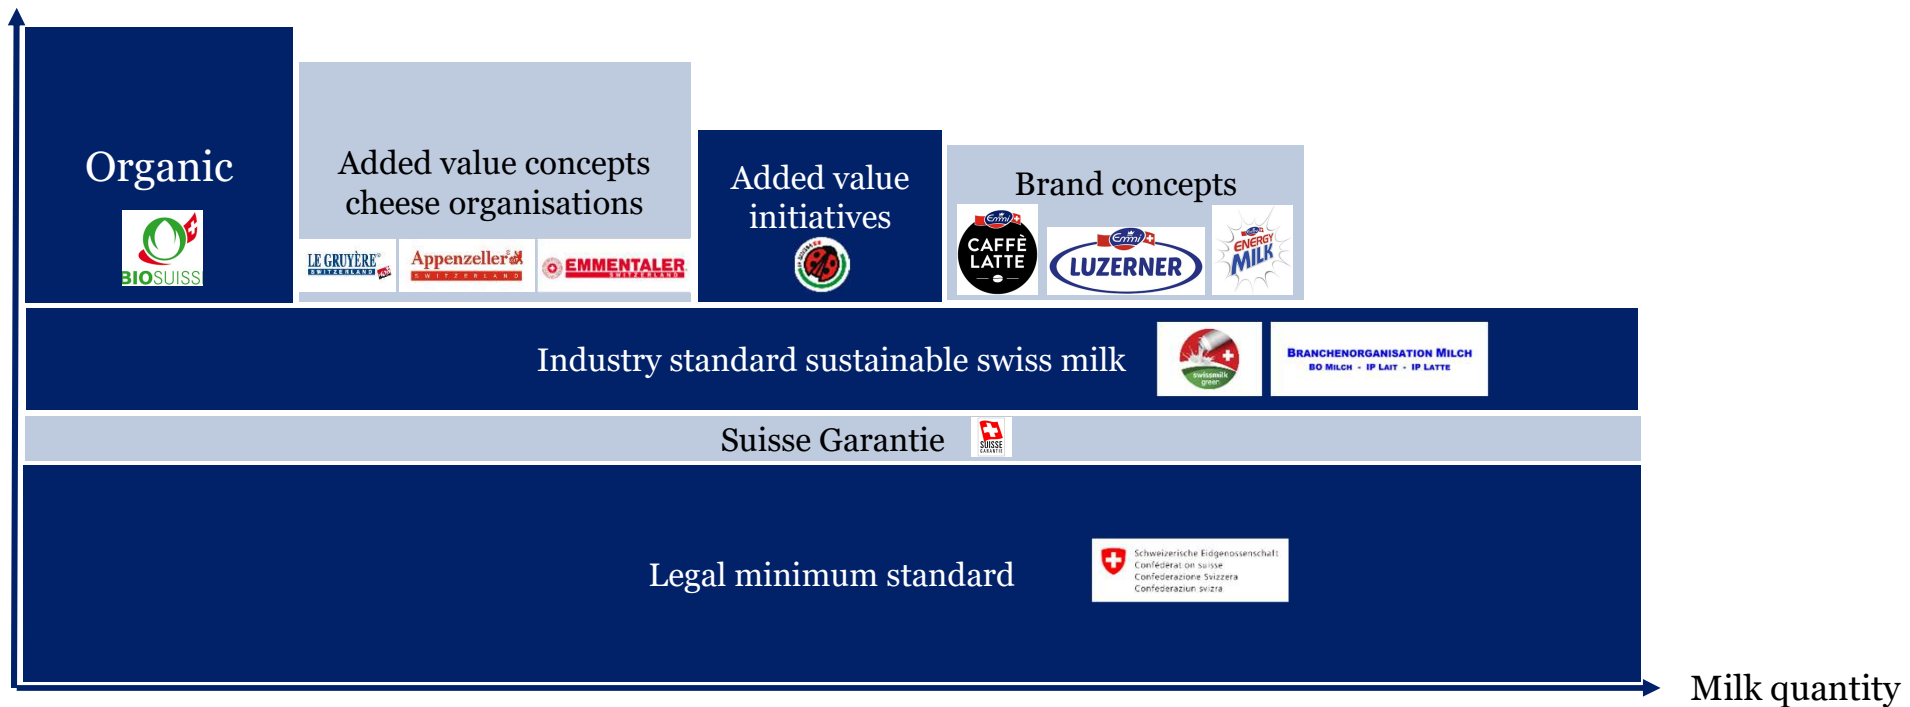 Organic
BIOSUISS
Added value concepts
cheese organisations
LE GRUYÈRE®
SWITZERLAND
Appenzeller®
SWITZERLAND
EMMENTALER
SWITZERLAND
Added value
initiatives
Brand concepts
Emmi
CAFFÈ
LATTE
Emmi
LUZERNER
ENERGY
MILK
Industry standard sustainable swiss milk
swissmilk
green
BRANCHENORGANISATION MILCH
BO MILCH - IP LAIT - IP LATTE
Suisse Garantie
SUISSE
GARANTIE
Legal minimum standard
Schweizerische Eidgenossenschaft
Confédération suisse
Confederazione Svizzera
Confederaziun svizra
Milk quantity